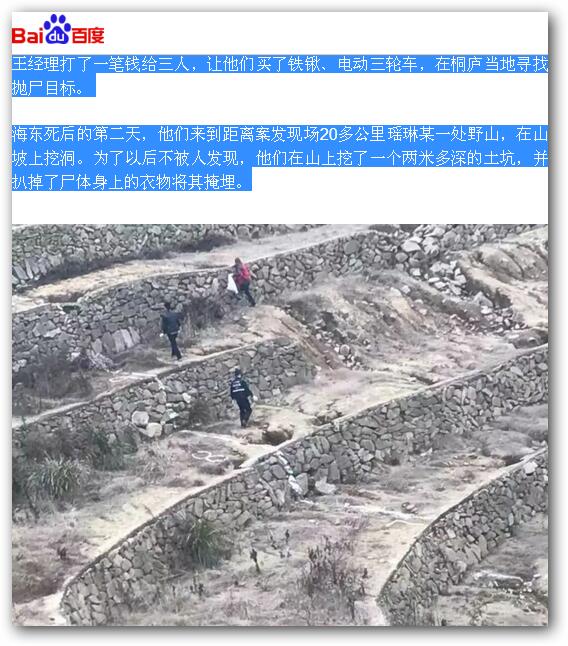 Bai百度
王经理打了一笔钱给三人，让他们买了铁锹、电动三轮车，在桐庐当地寻找
抛尸目标。
海东死后的第二天，他们来到距离案发现场20多公里瑶琳某一处野山，在山
坡上挖洞。为了以后不被人发现，他们在山上挖了一个两米多深的土坑，并
扒掉了尸体身上的衣物将其掩埋。